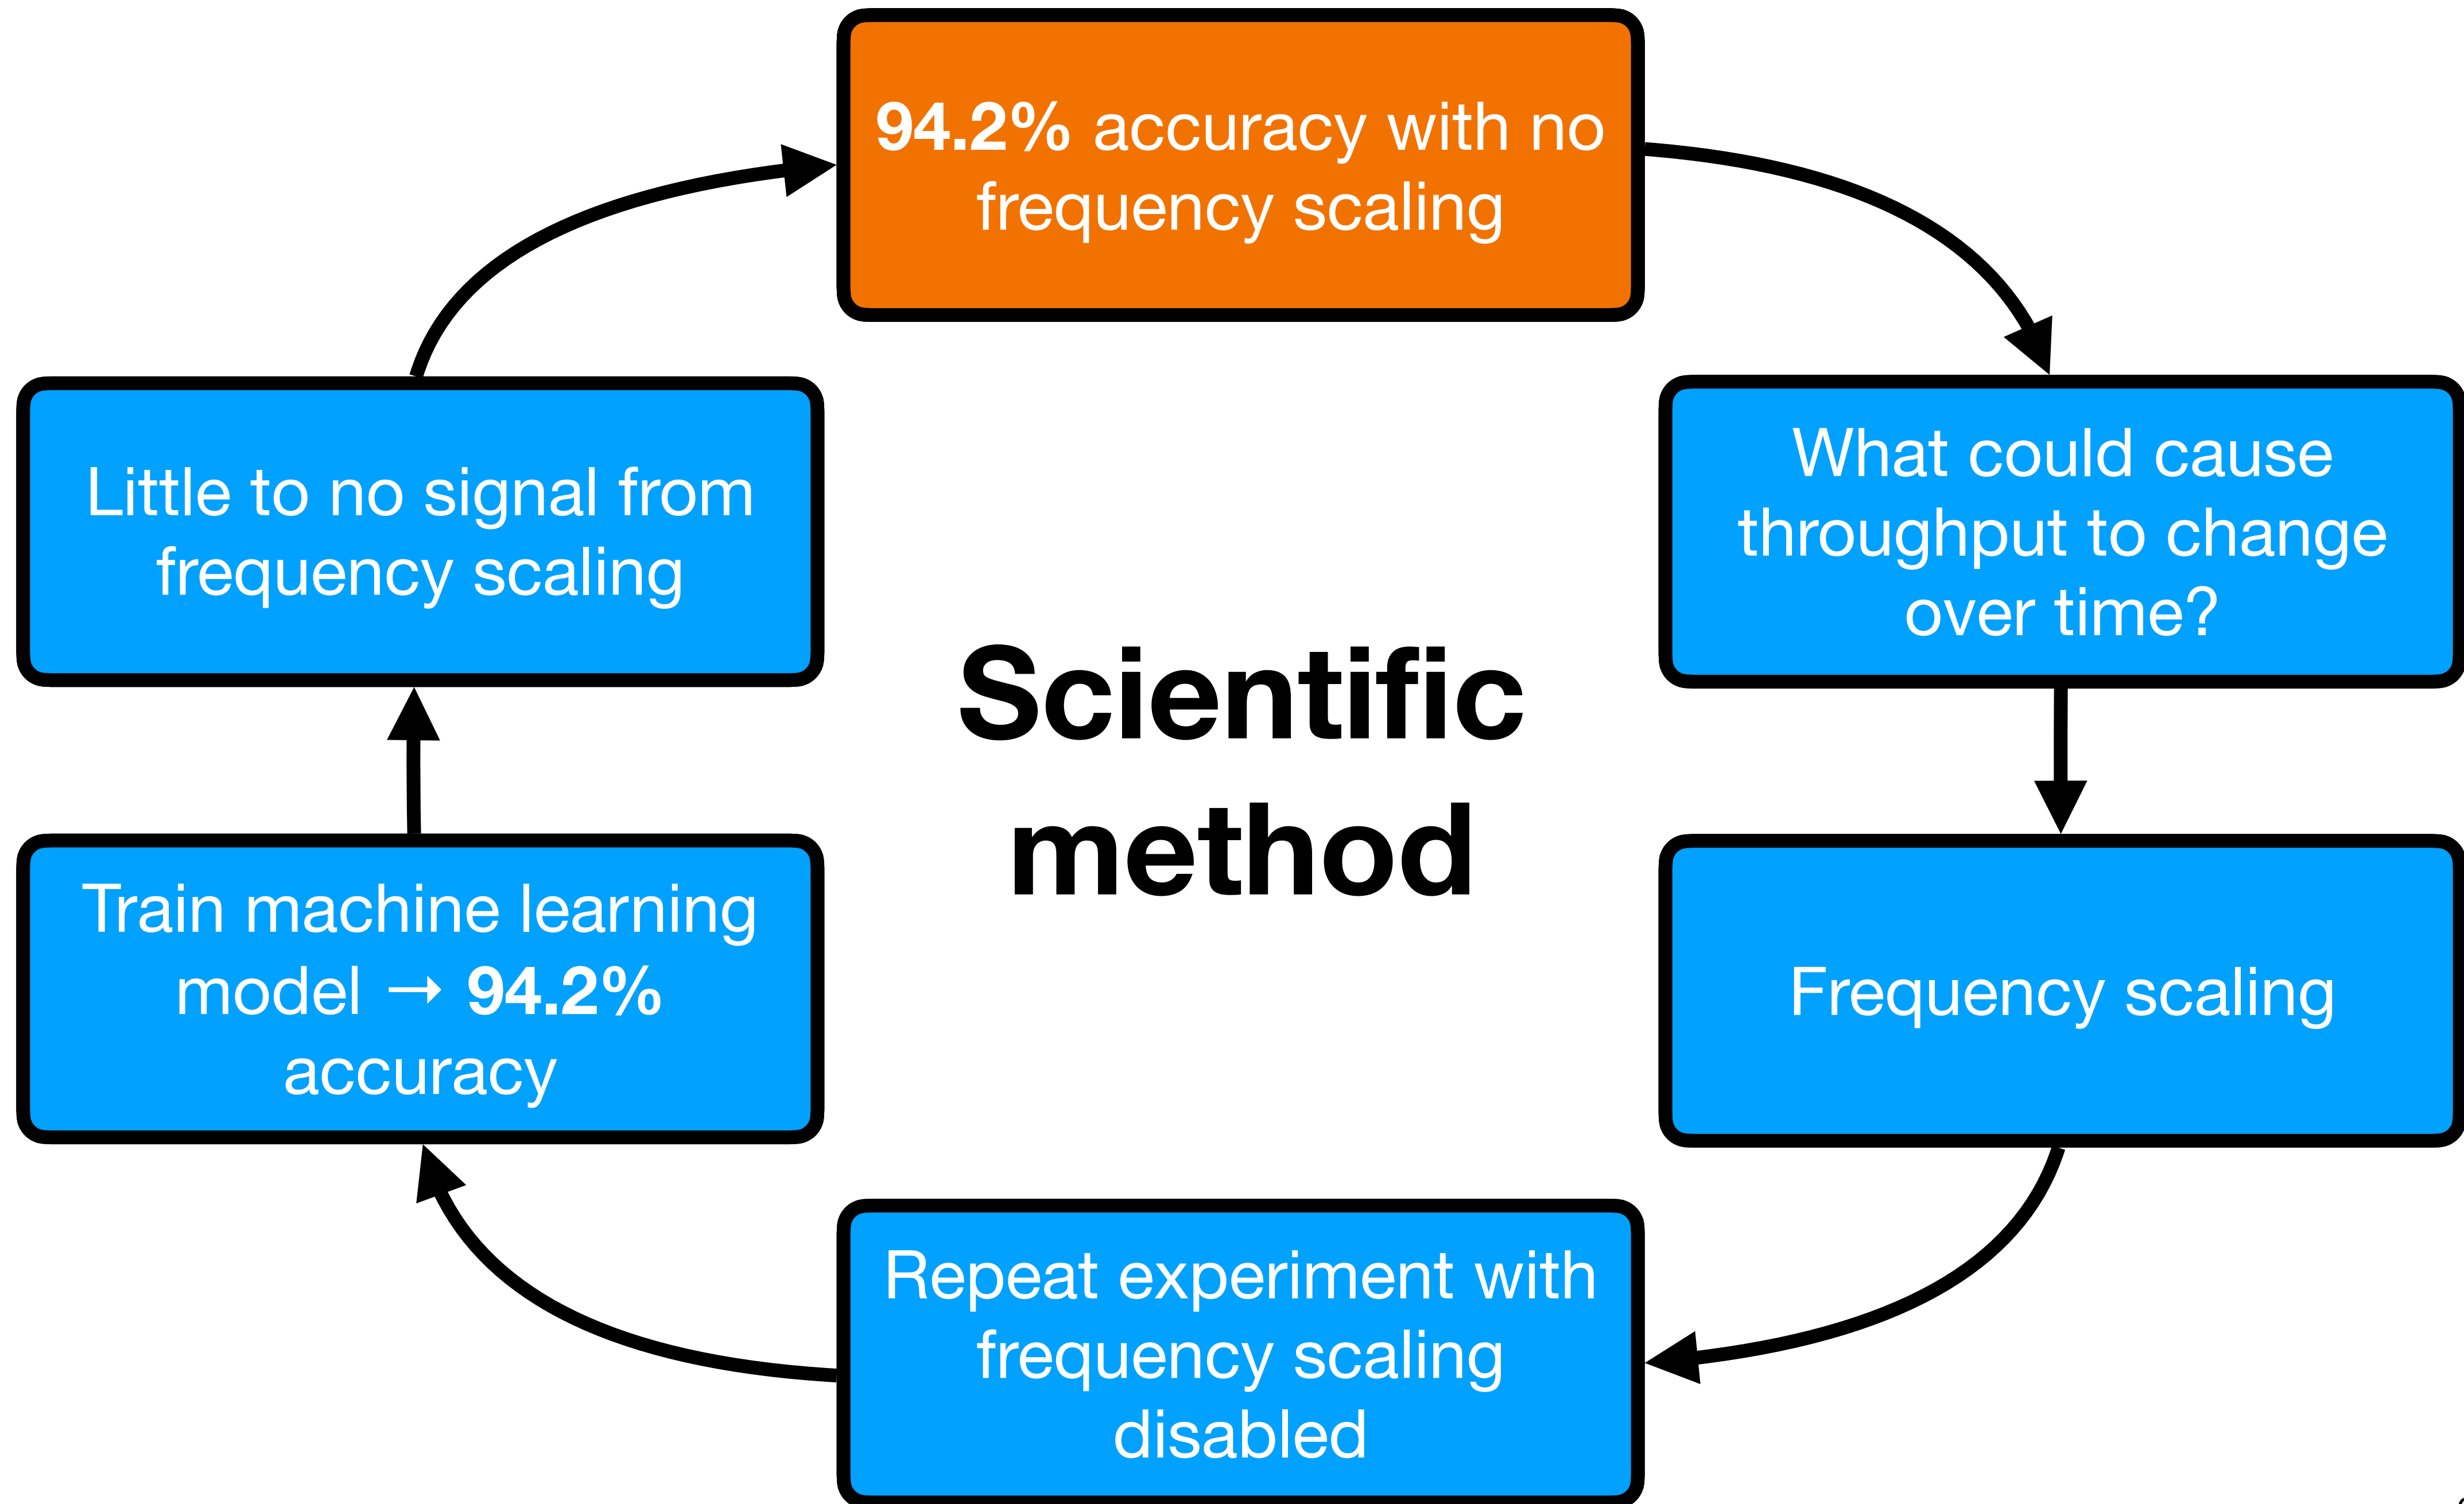 94.2% accuracy with no
frequency scaling
What could cause
throughput to change
over time?
Frequency scaling
Repeat experiment with
frequency scaling
disabled
Train machine learning
model → 94.2%
accuracy
Little to no signal from
frequency scaling
Scientific
method